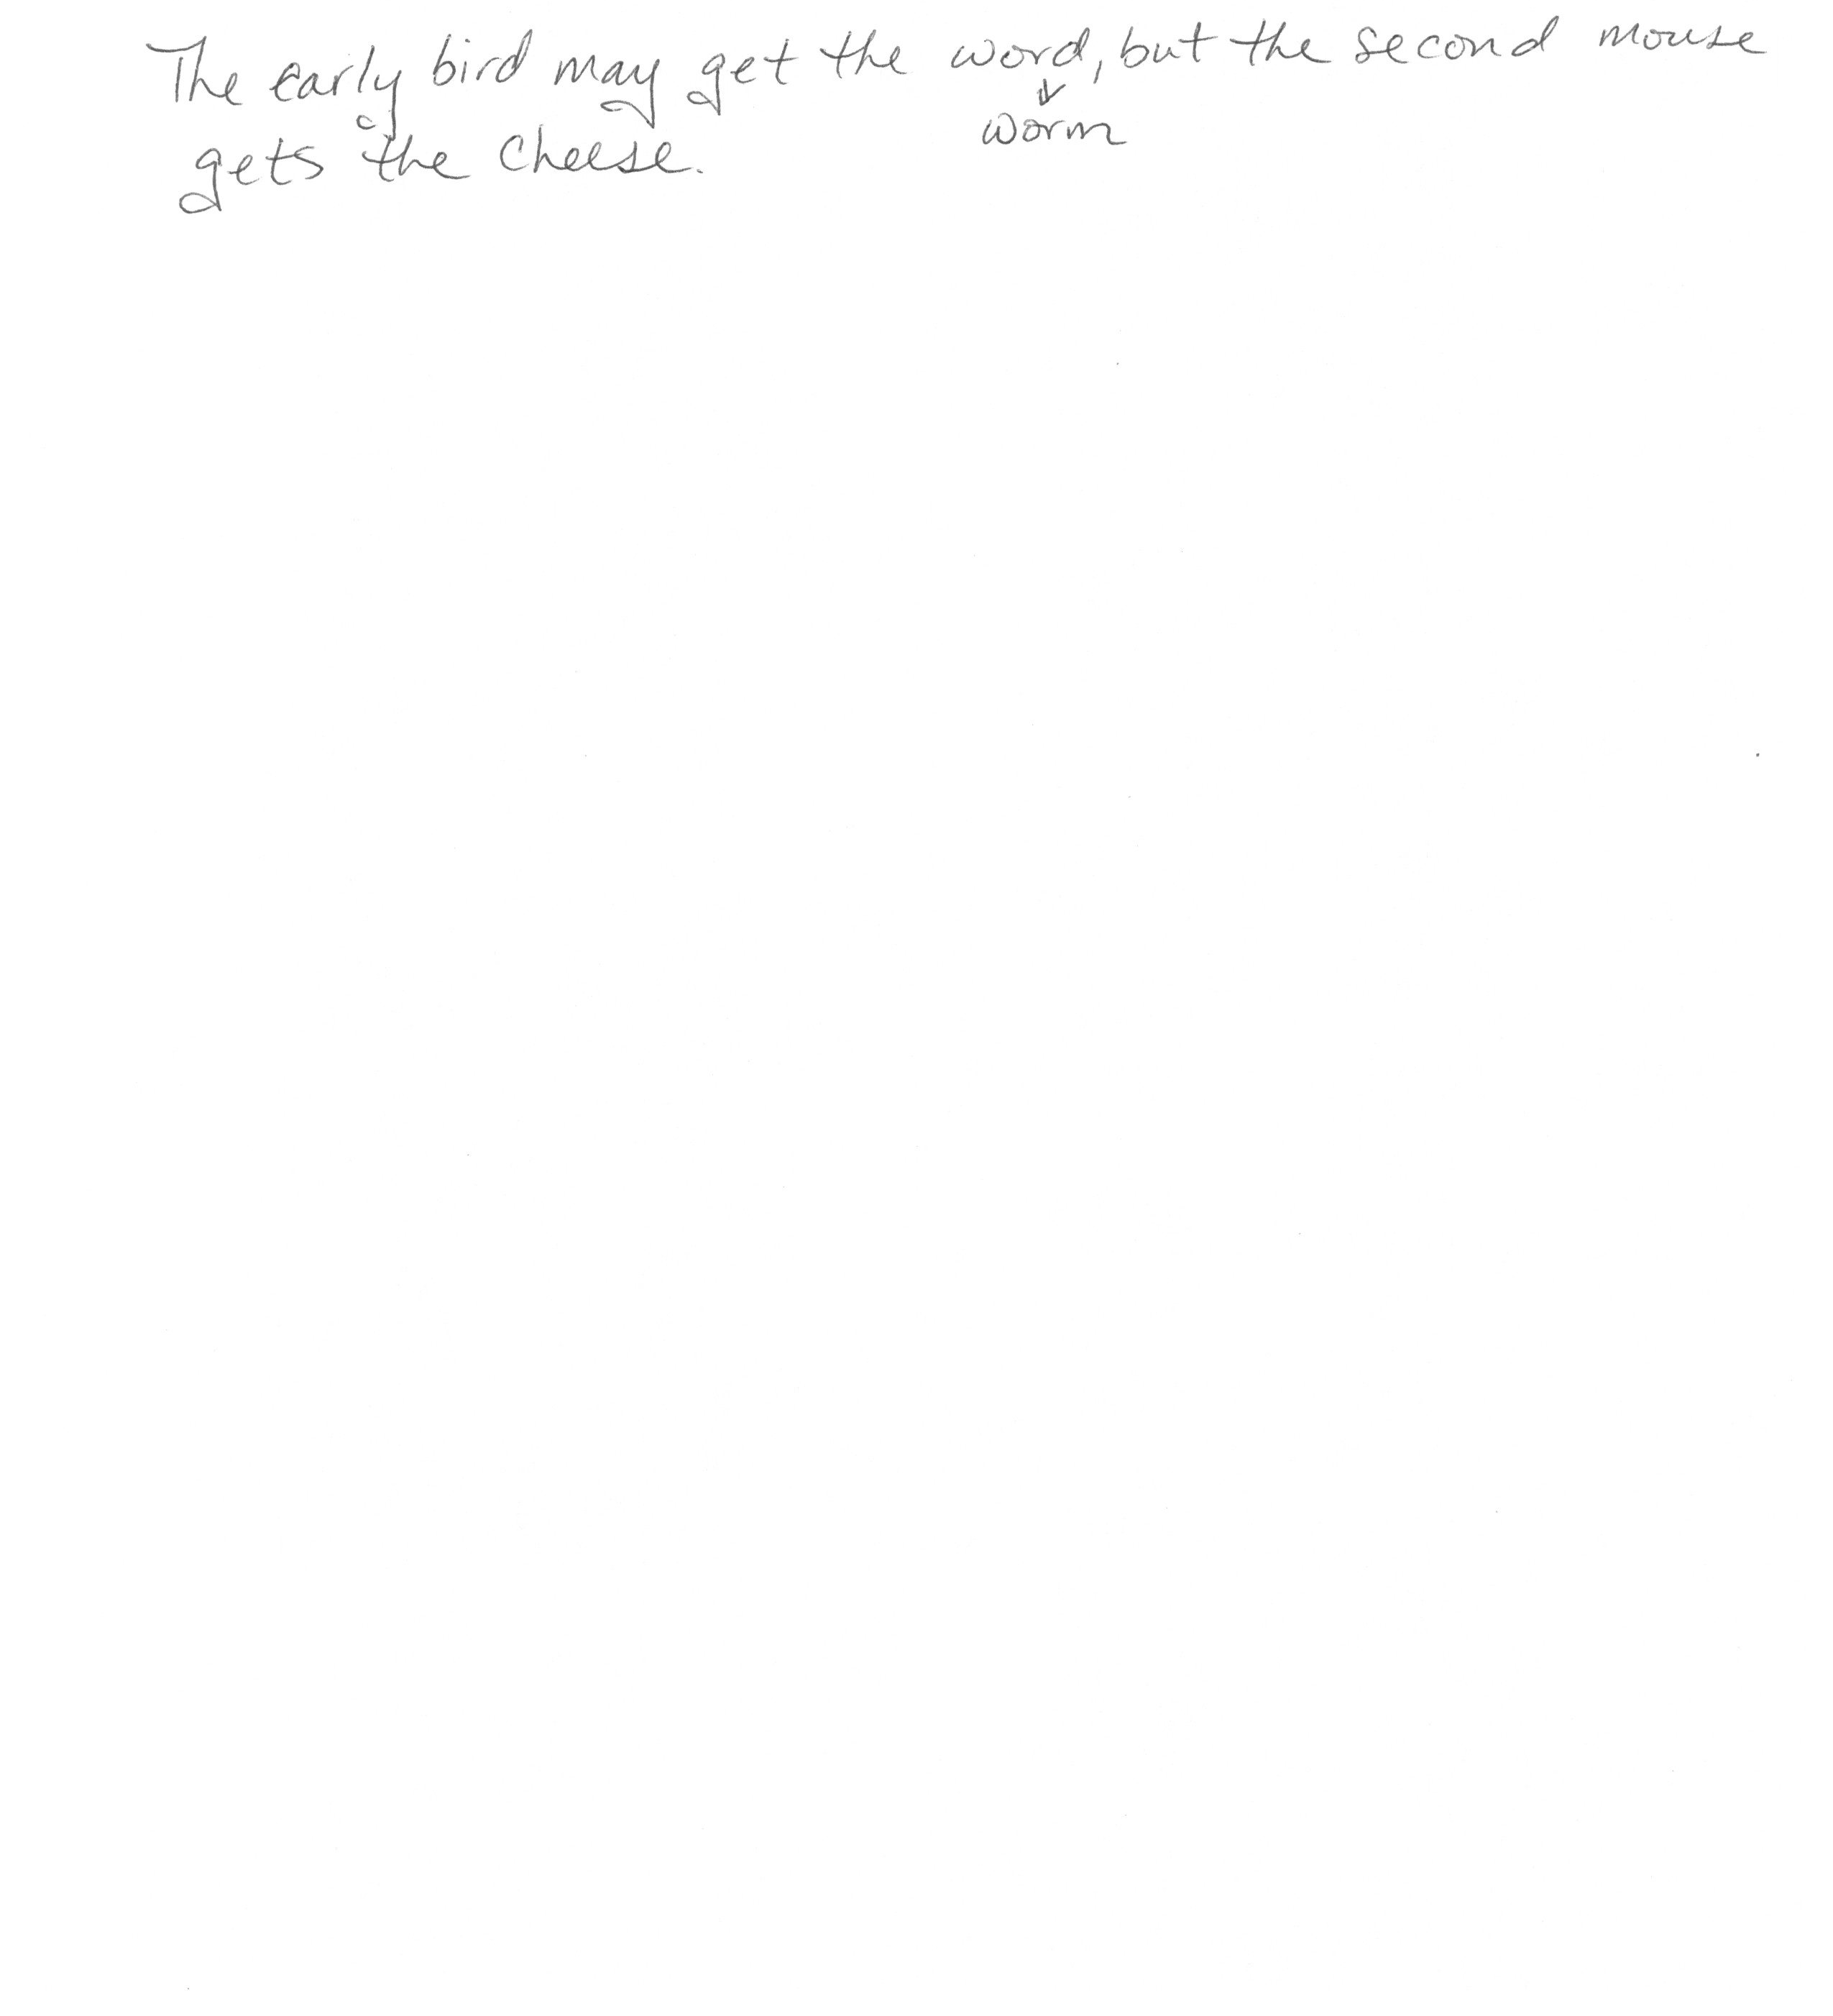 The early bird may get the word, but the second mouse
worm
gets the cheese.